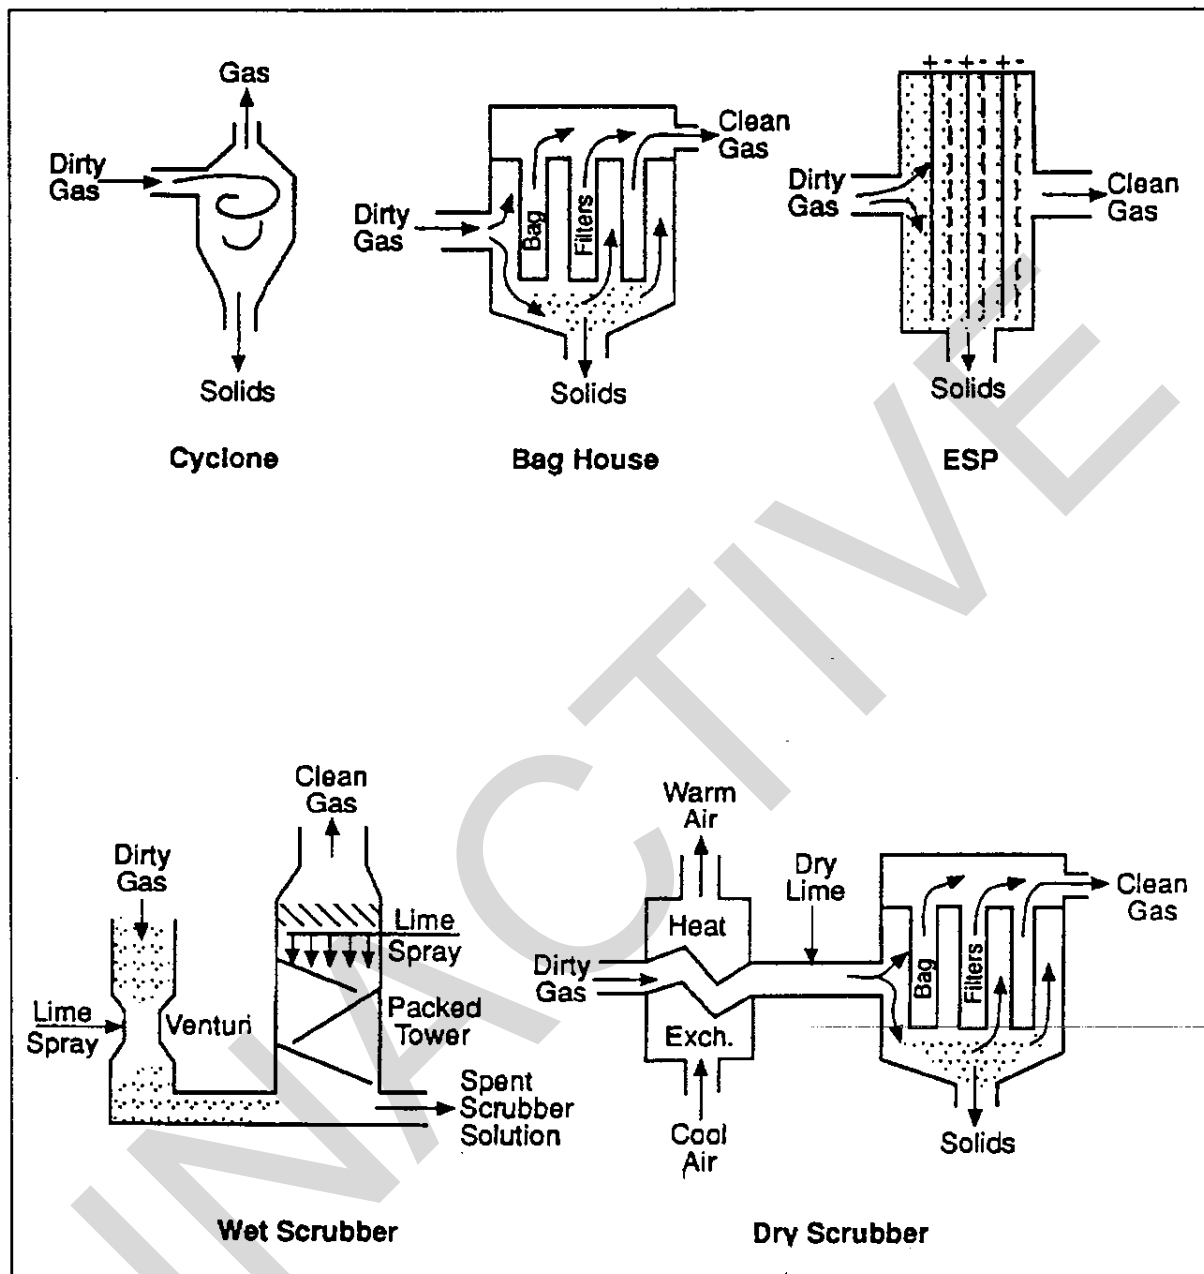 Gas
Dirty
Gas
Solids
Cyclone
Dirty
Gas
Bag
Filters
Clean
Gas
Solids
Bag House
+ - + - + -
Dirty
Gas
Clean
Gas
Solids
ESP
Clean
Gas
Dirty
Gas
Lime
Spray
Lime
Spray
Venturi
Packed
Tower
Spent
Scrubber
Solution
Wet Scrubber
Warm
Air
Dry
Lime
Heat
Dirty
Gas
Exch.
Cool
Air
Bag
Filters
Clean
Gas
Solids
Dry Scrubber
INACTIVE